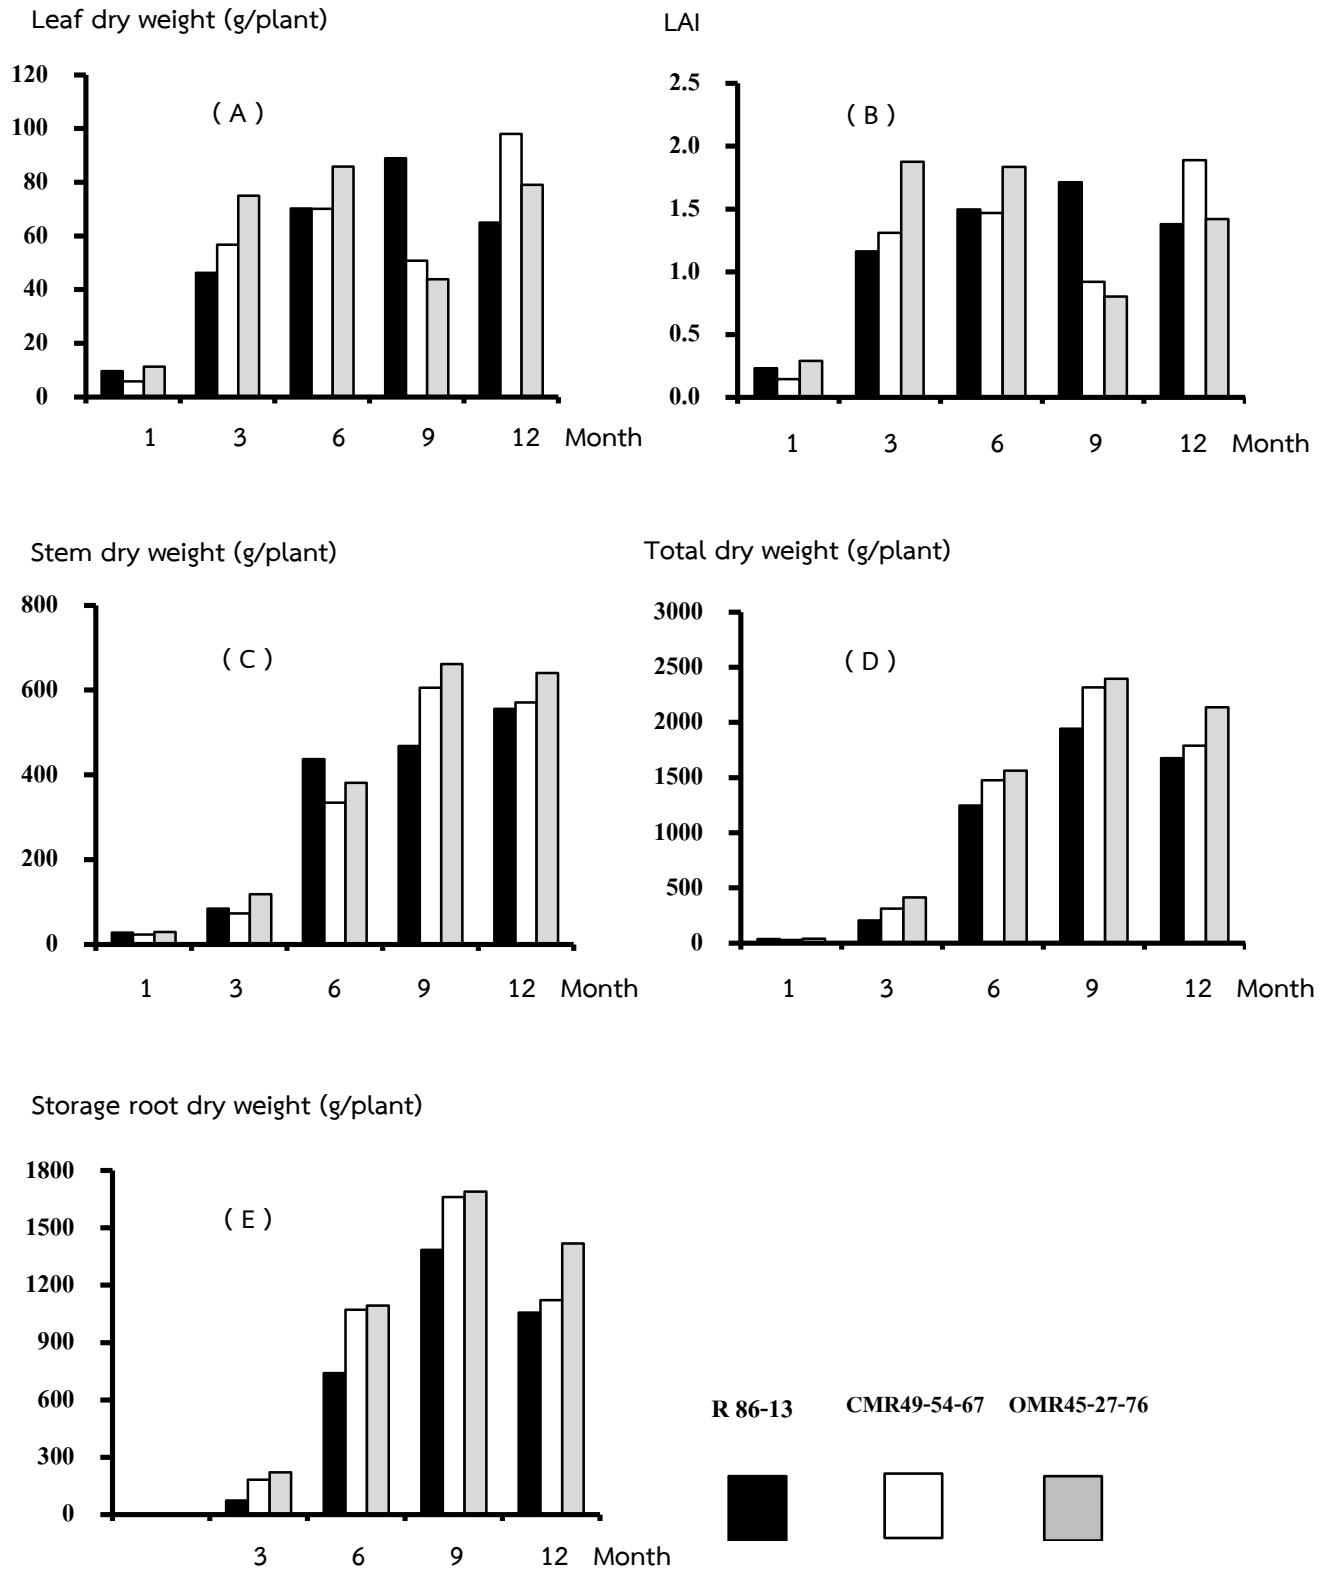 Leaf dry weight (g/plant)
LAI
( A )
120
100
80
60
40
20
0
1 3 6 9 12 Month
( B )
2.5
2.0
1.5
1.0
0.5
0.0
1 3 6 9 12 Month
Stem dry weight (g/plant)
Total dry weight (g/plant)
( C )
800
600
400
200
0
1 3 6 9 12 Month
( D )
3000
2500
2000
1500
1000
500
0
1 3 6 9 12 Month
Storage root dry weight (g/plant)
( E )
1800
1500
1200
900
600
300
0
3 6 9 12 Month
R 86-13 CMR49-54-67 OMR45-27-76